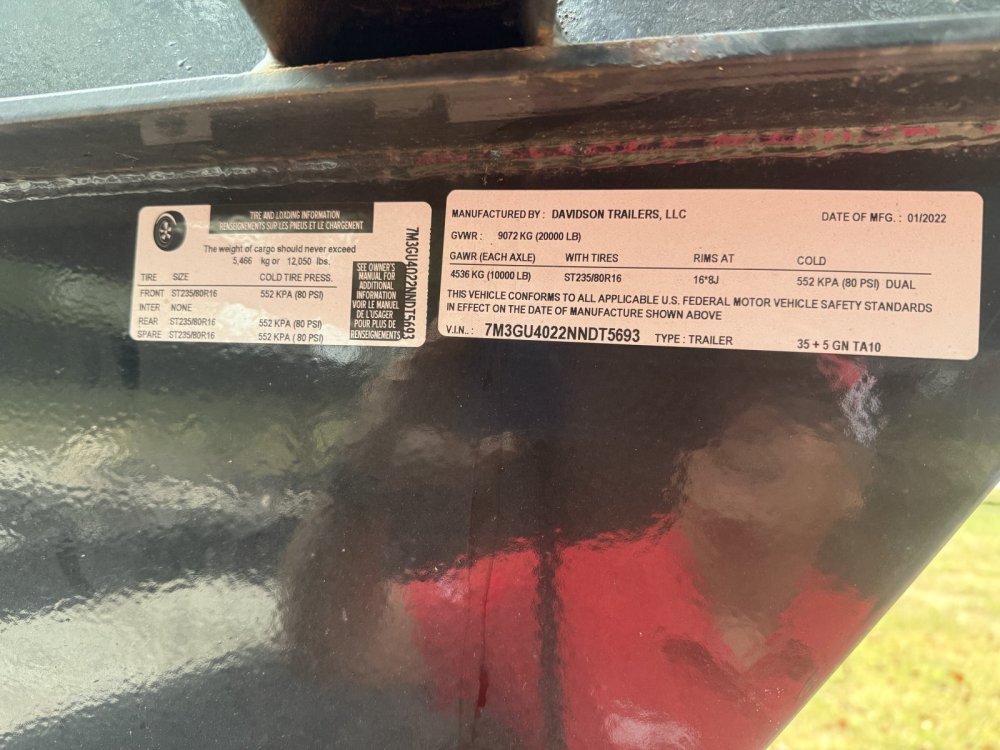 TIRE AND LOADING INFORMATION
RENSEIGNEMENTS SUR LES PNEUS ET LE CHARGEMENT
The weight of cargo should never exceed
5,466 kg or 12,050 lbs.
TIRE SIZE COLD TIRE PRESS.
FRONT ST235/80R16 552 KPA (80 PSI)
INTER NONE
REAR ST235/80R16 552 KPA (80 PSI)
SPARE ST235/80R16 552 KPA (80 PSI)
SEE OWNER'S
MANUAL FOR
ADDITIONAL
INFORMATION
VOIR LE MANUEL
DE L'USAGER
POUR PLUS DE
RENSEIGNEMENTS
7M3GU4022NNDT5693
MANUFACTURED BY : DAVIDSON TRAILERS, LLC DATE OF MFG. : 01/2022
GVWR : 9072 KG (20000 LB)
GAWR (EACH AXLE) WITH TIRES RIMS AT COLD
4536 KG (10000 LB) ST235/80R16 16*8J 552 KPA (80 PSI) DUAL
THIS VEHICLE CONFORMS TO ALL APPLICABLE U.S. FEDERAL MOTOR VEHICLE SAFETY STANDARDS
IN EFFECT ON THE DATE OF MANUFACTURE SHOWN ABOVE
V.I.N.: 7M3GU4022NNDT5693 TYPE : TRAILER 35 + 5 GN TA10